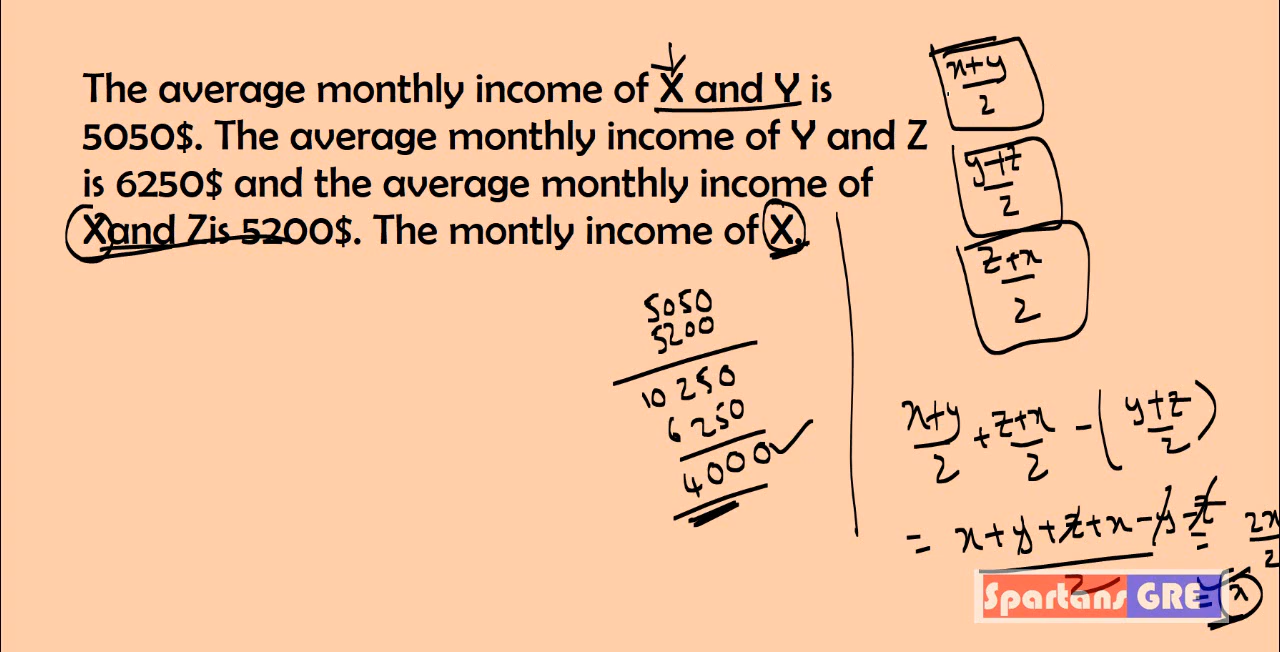 The average monthly income of X and Y is
5050$. The average monthly income of Y and Z
is 6250$ and the average monthly income of
X and Z is 5200$. The montly income of X.
x+y
2
y+z
2
z+x
2
5050
5200
10250
6250
4000
x+y/2 + z+x/2 - (y+z/2)
= x+y+z+x-y-z = 2x
2 2
= x
Spartans GRE